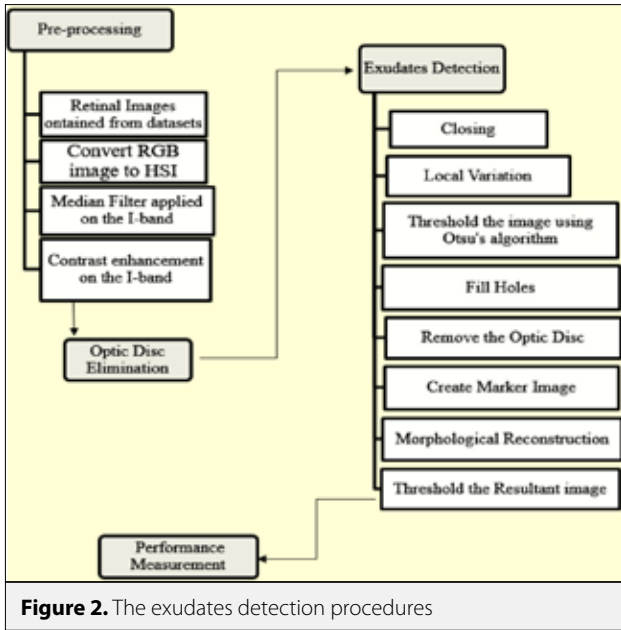 Pre-processing
Retinal Images
ontained from datasets
Convert RGB
image to HSI
Median Filter applied
on the I-band
Contrast enhancement
on the I-band
Optic Disc
Elimination
Exudates Detection
Closing
Local Variation
Threshold the image using
Otsu's algorithm
Fill Holes
Remove the Optic Disc
Create Marker Image
Morphological Reconstruction
Threshold the Resultant image
Performance
Measurement
Figure 2. The exudates detection procedures